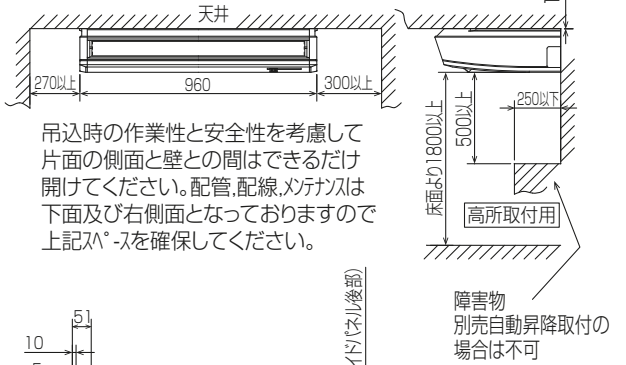 天井
270以上
960
300以上
吊込時の作業性と安全性を考慮して
片面の側面と壁との間はできるだけ
開けてください。配管,配線,メンテナンスは
下面及び右側面となっておりますので
上記スペースを確保してください。
床面より1800以上
500以上
250以下
高所取付用
障害物
別売自動昇降取付の
場合は不可
51
10
イドパネル後部)